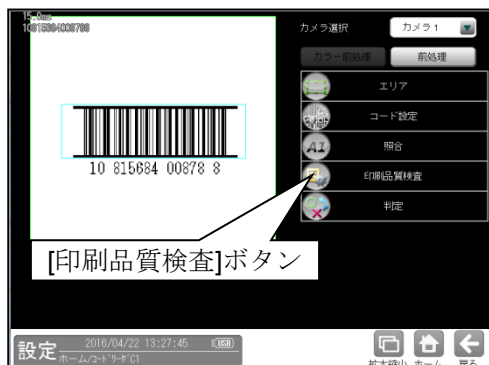 15.0ms
10815684008788
カメラ選択
カメラ1
カラー前処理
前処理
エリア
コード設定
照合
印刷品質検査
判定
10 815684 00878 8
[印刷品質検査]ボタン
設定
2016/04/22 13:27:45
USB
ホーム/コードリーダC1
拡大縮小
ホーム
戻る